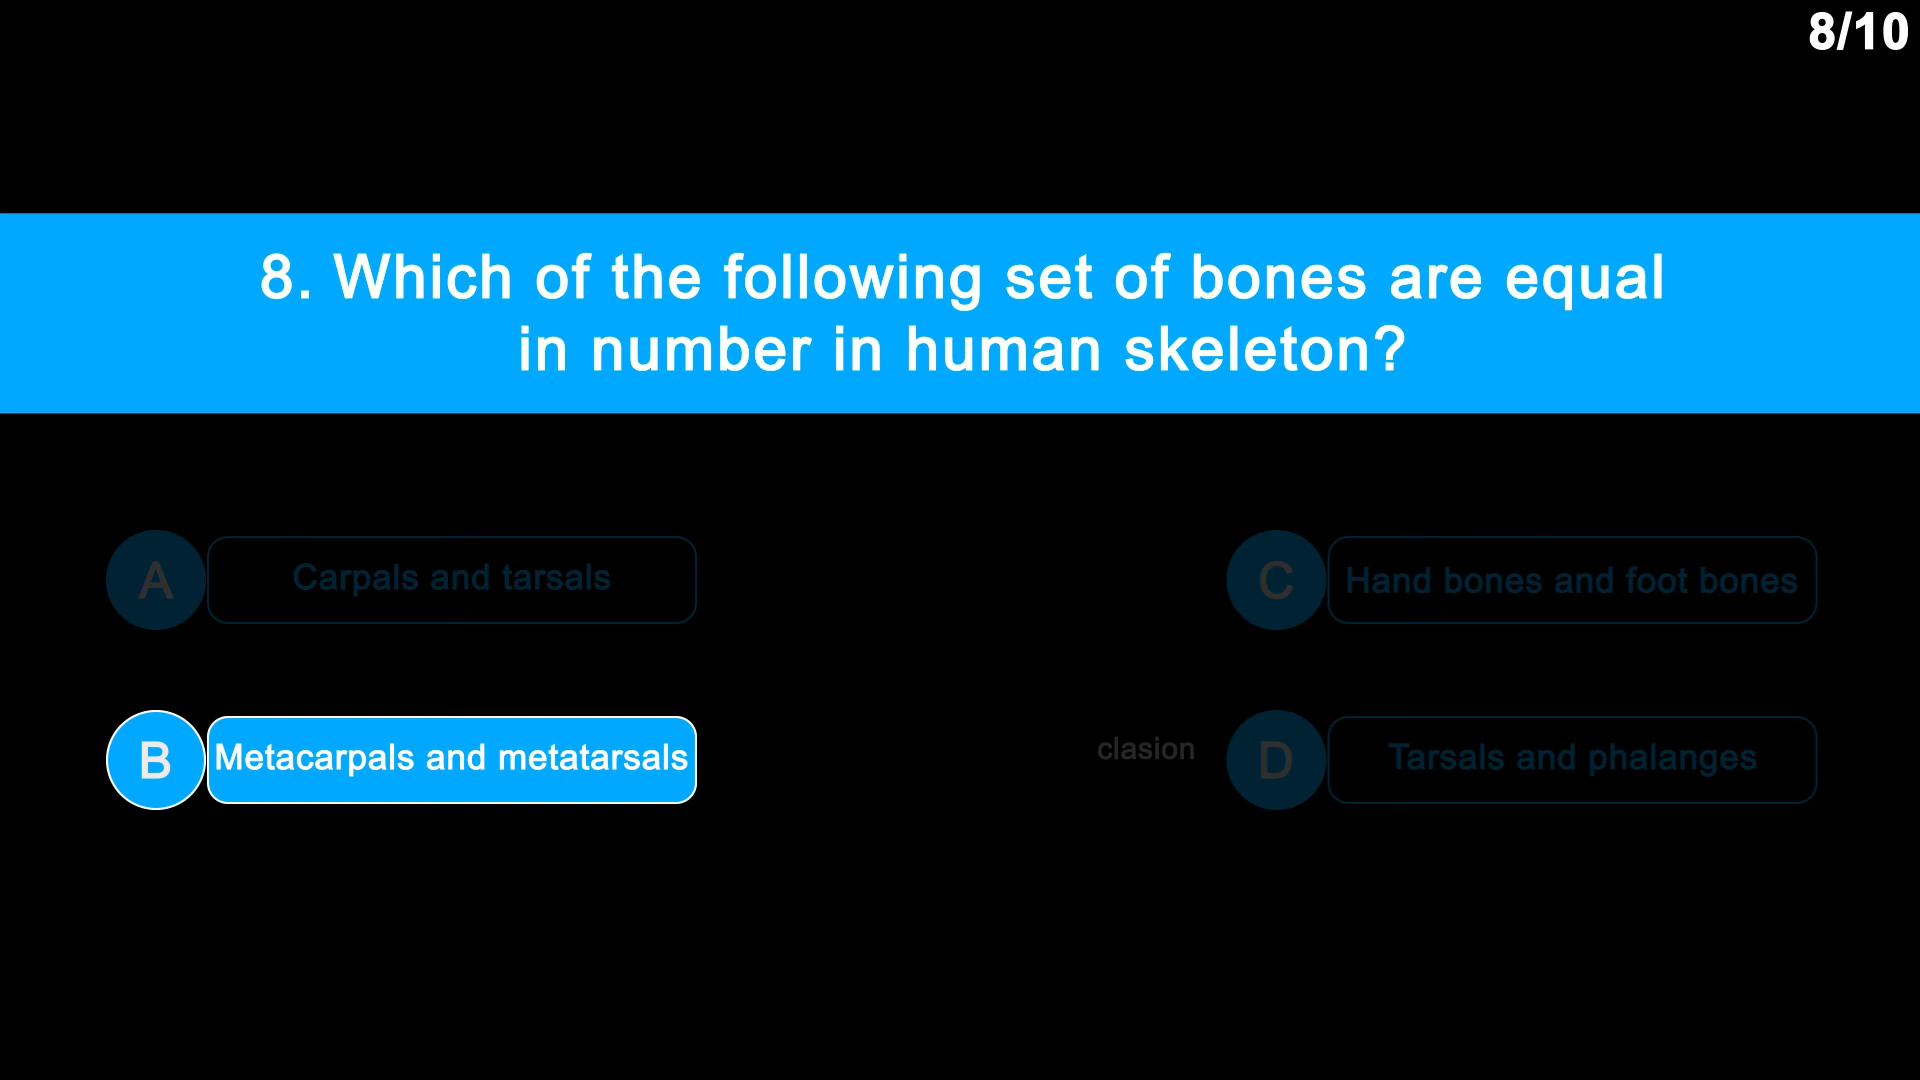 8/10
8. Which of the following set of bones are equal
in number in human skeleton?
A Carpals and tarsals
B Metacarpals and metatarsals
C Hand bones and foot bones
clasion
D Tarsals and phalanges